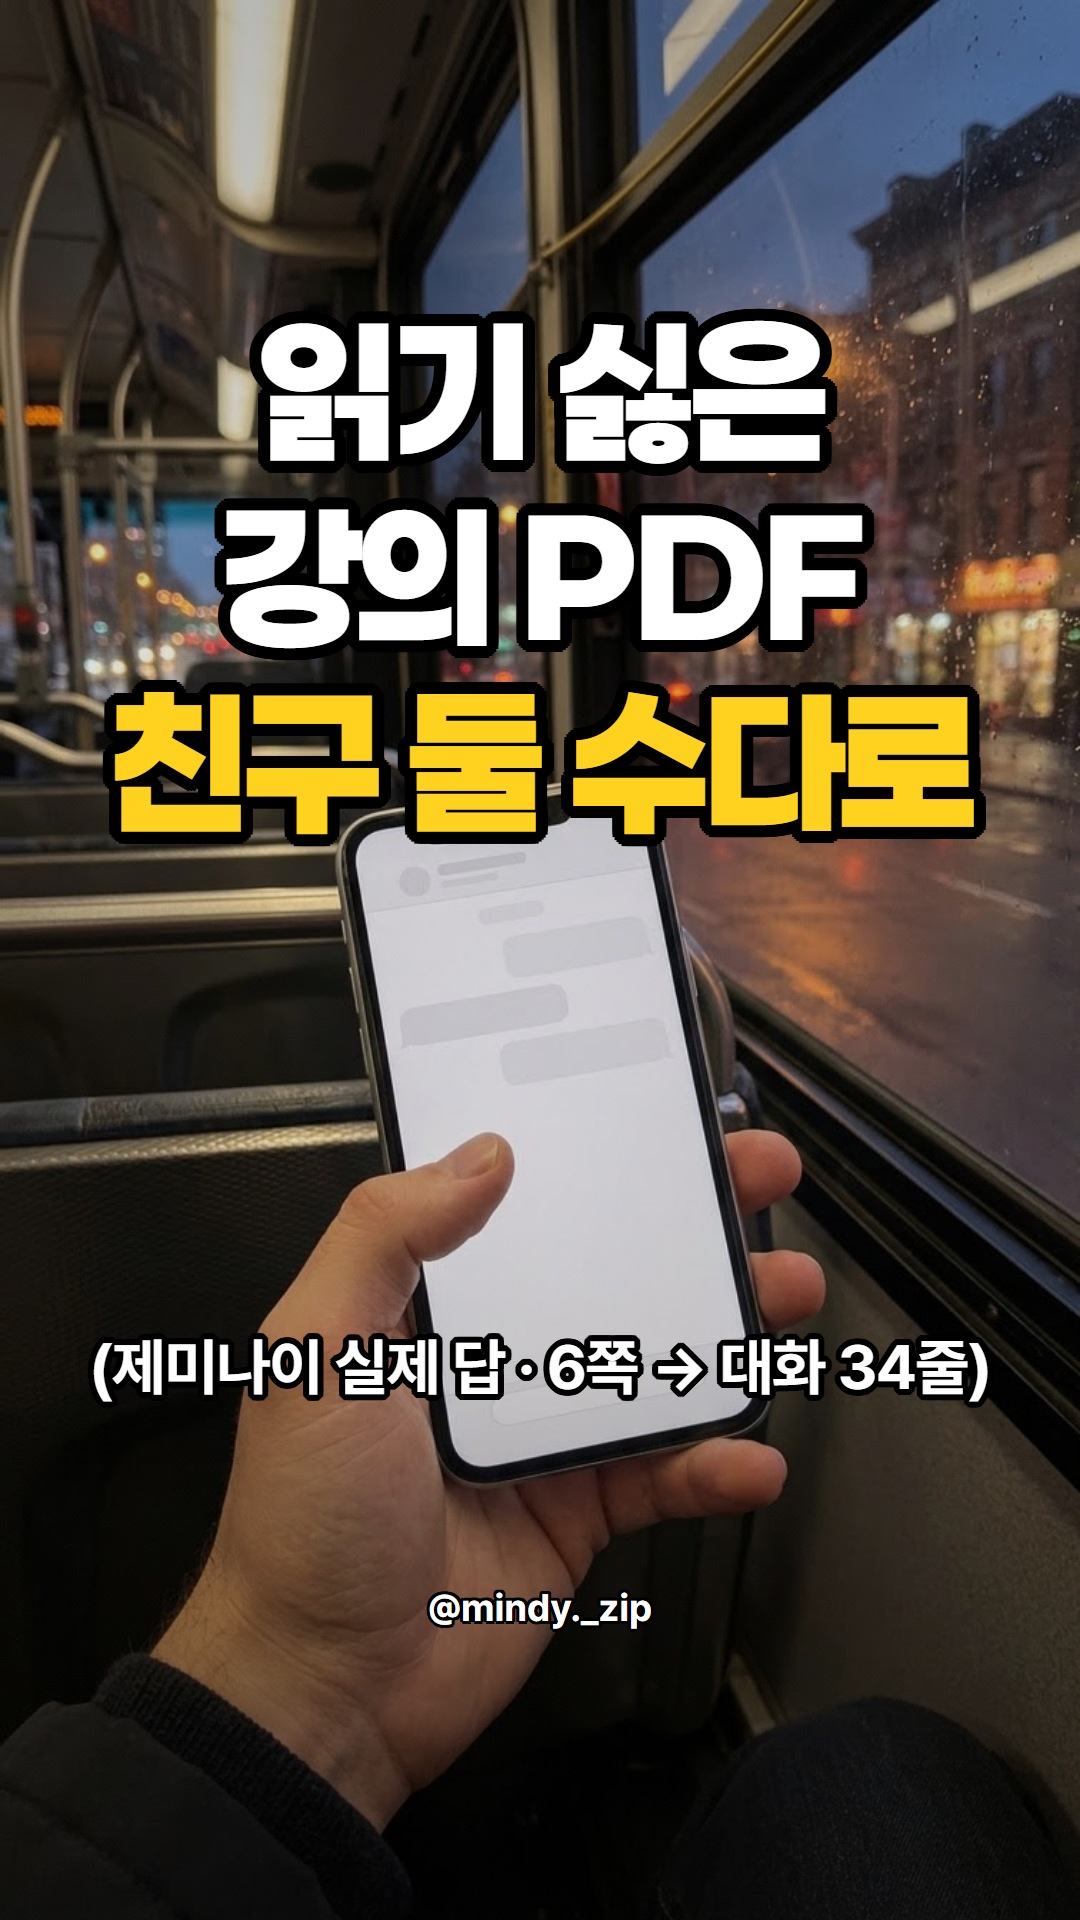 읽기 싫은
강의 PDF
친구 둘 수다로
(제미나이 실제 답 · 6쪽 → 대화 34줄)
@mindy._zip